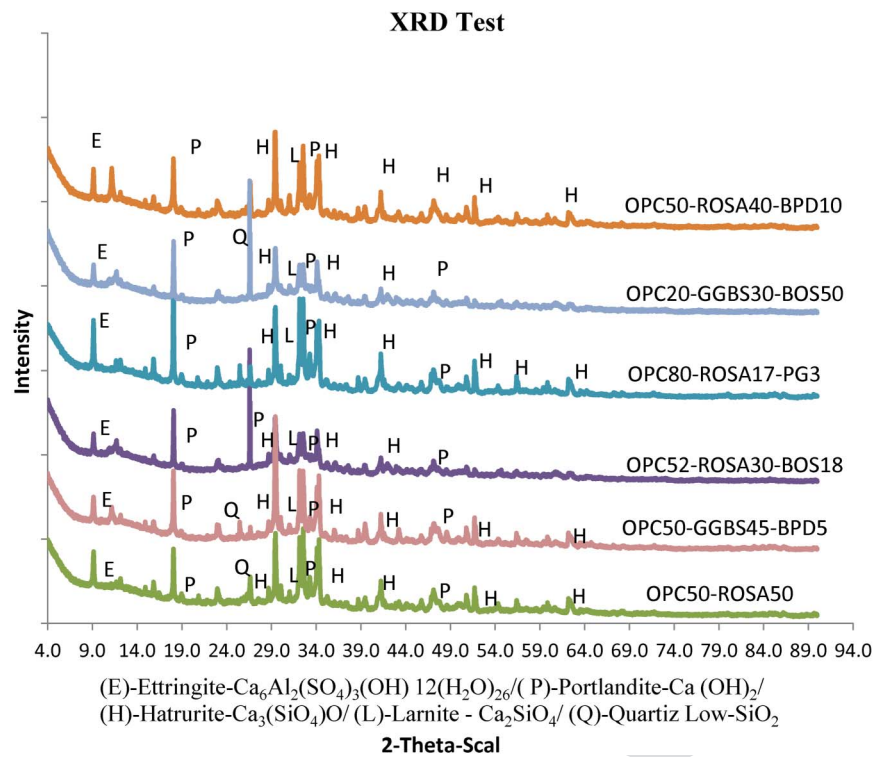 XRD Test
Intensity
E P H L P H H H H H
OPC50-ROSA40-BPD10
E P Q H L P H H P
OPC20-GGBS30-BOS50
E P H L P H H P H H H
OPC80-ROSA17-PG3
E P P H L P H H P
OPC52-ROSA30-BOS18
E P Q H L P H H P H H
OPC50-GGBS45-BPD5
E P Q H L P H H P H H
OPC50-ROSA50
4.0 9.0 14.0 19.0 24.0 29.0 34.0 39.0 44.0 49.0 54.0 59.0 64.0 69.0 74.0 79.0 84.0 89.0 94.0
(E)-Ettringite-Ca₆Al₂(SO₄)₃(OH) 12(H₂O)₂₆/( P)-Portlandite-Ca (OH)₂/
(H)-Hatrurite-Ca₃(SiO₄)O/ (L)-Larnite - Ca₂SiO₄/ (Q)-Quartiz Low-SiO₂
2-Theta-Scal